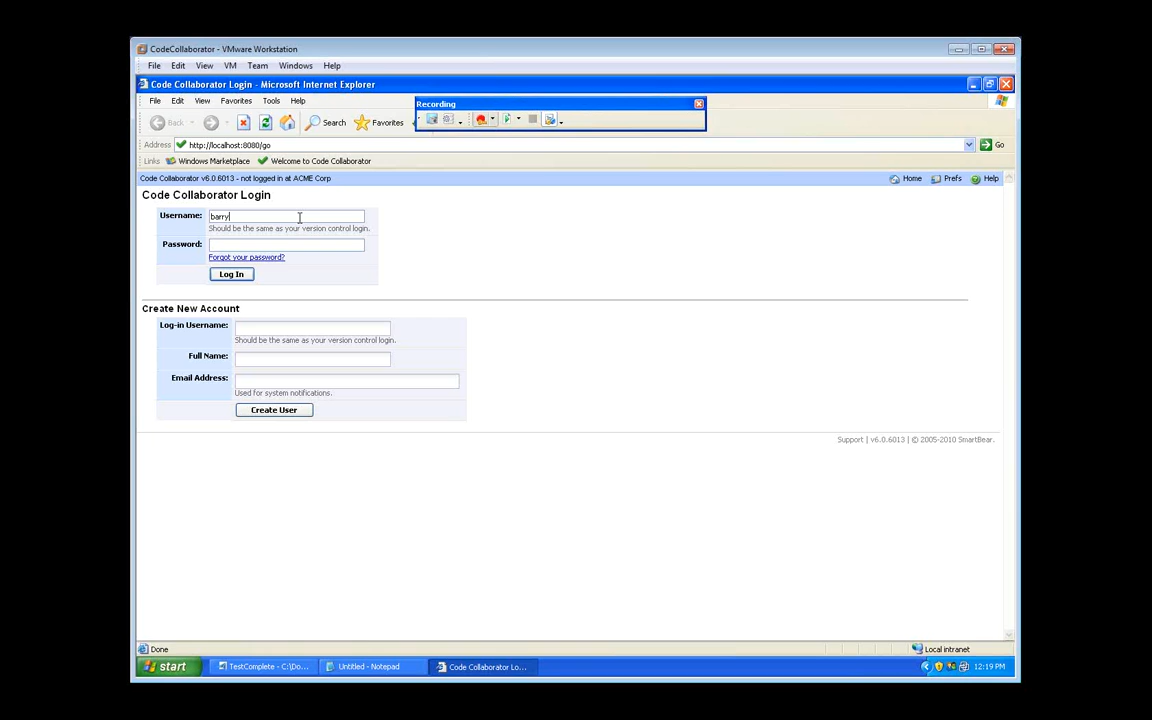 CodeCollaborator - VMware Workstation
File Edit View VM Team Windows Help
Code Collaborator Login - Microsoft Internet Explorer
File Edit View Favorites Tools Help
Recording
Back Search Favorites
Address http://localhost:8080/go Go
Links Windows Marketplace Welcome to Code Collaborator
Code Collaborator v6.0.6013 - not logged in at ACME Corp Home Prefs Help
Code Collaborator Login
Username: barry
Should be the same as your version control login.
Password:
Forgot your password?
Log In
Create New Account
Log-in Username:
Should be the same as your version control login.
Full Name:
Email Address:
Used for system notifications.
Create User
Support | v6.0.6013 | © 2005-2010 SmartBear.
Done Local intranet
start TestComplete - C:\Do... Untitled - Notepad Code Collaborator Lo... 12:19 PM